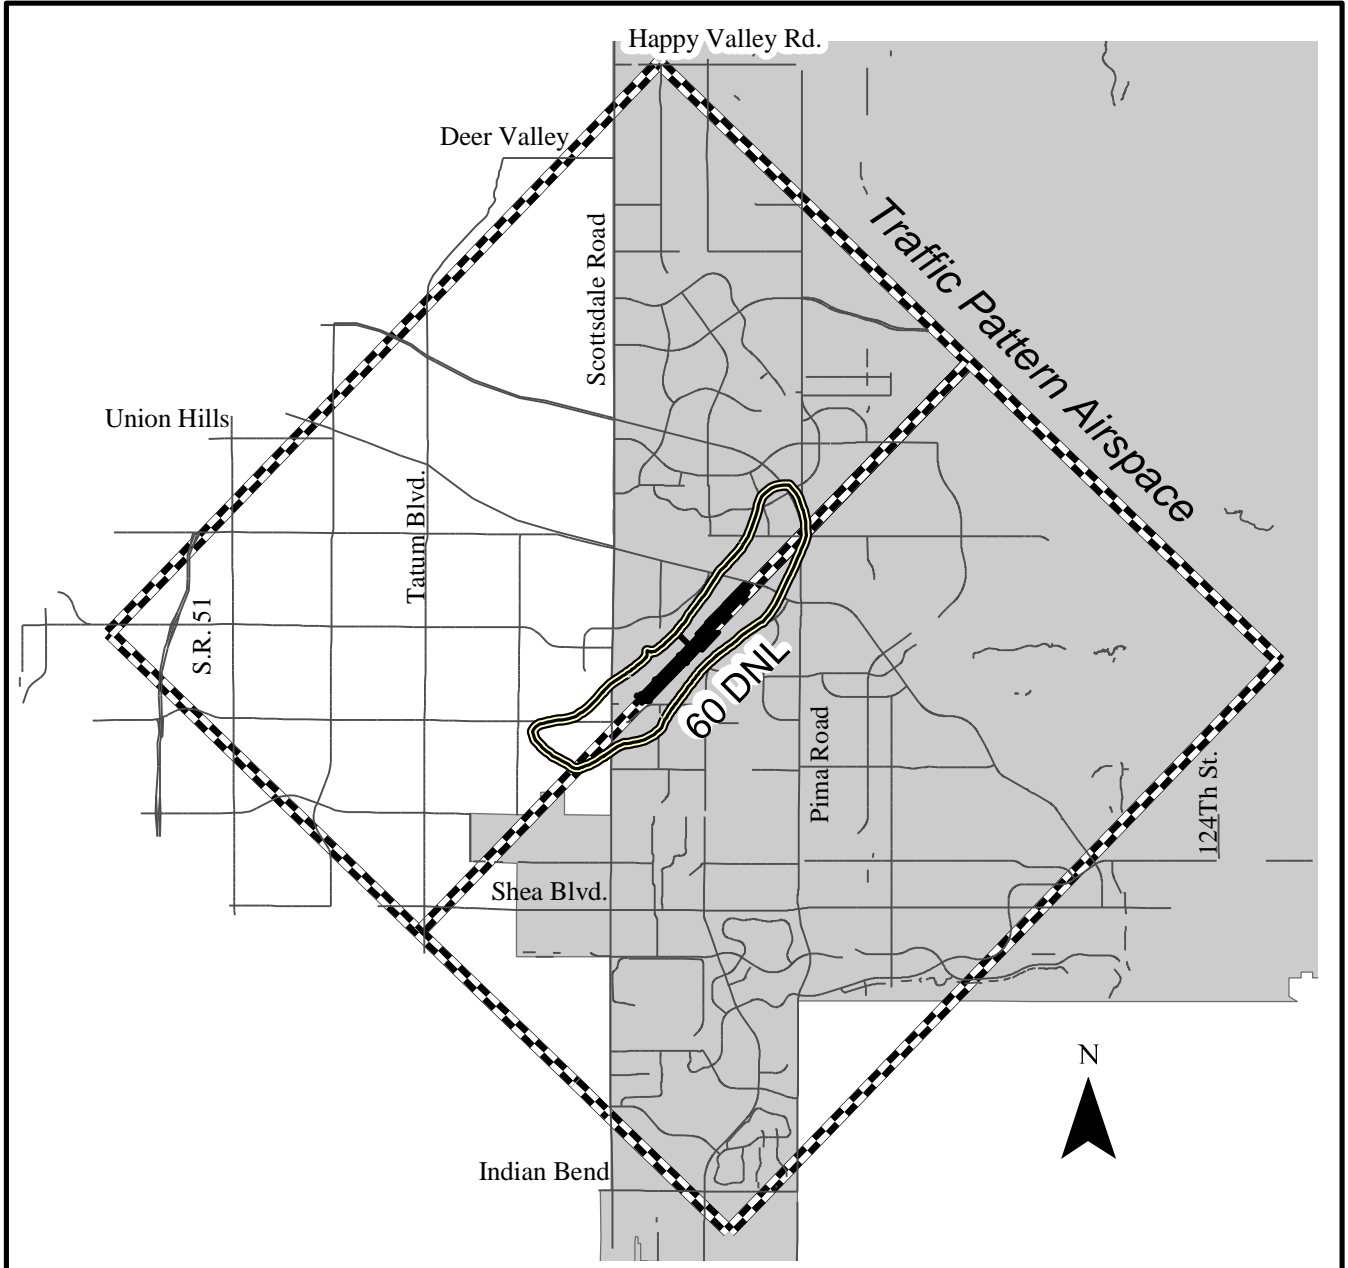 Happy Valley Rd.
Deer Valley
Scottsdale Road
Traffic Pattern Airspace
Union Hills
Tatum Blvd.
S.R. 51
60 DNL
Pima Road
124Th St.
Shea Blvd.
N
Indian Bend